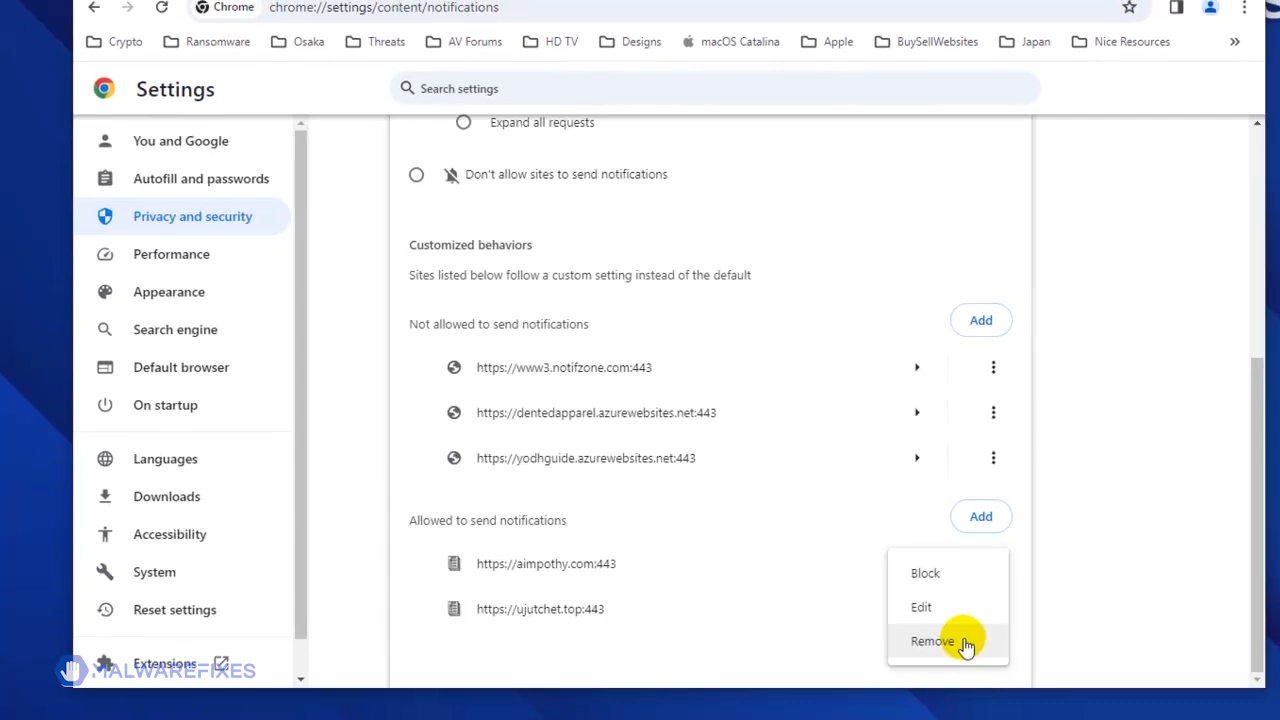 Chrome
chrome://settings/content/notifications
Crypto
Ransomware
Osaka
Threats
AV Forums
HD TV
Designs
macOS Catalina
Apple
BuySellWebsites
Japan
Nice Resources
Settings
Search settings
You and Google
Autofill and passwords
Privacy and security
Performance
Appearance
Search engine
Default browser
On startup
Languages
Downloads
Accessibility
System
Reset settings
Extensions
MALWAREFIXES
Expand all requests
Don't allow sites to send notifications
Customized behaviors
Sites listed below follow a custom setting instead of the default
Not allowed to send notifications
Add
https://www3.notifzone.com:443
https://dentedapparel.azurewebsites.net:443
https://yodhguide.azurewebsites.net:443
Allowed to send notifications
Add
https://aimpothy.com:443
https://ujutchet.top:443
Block
Edit
Remove